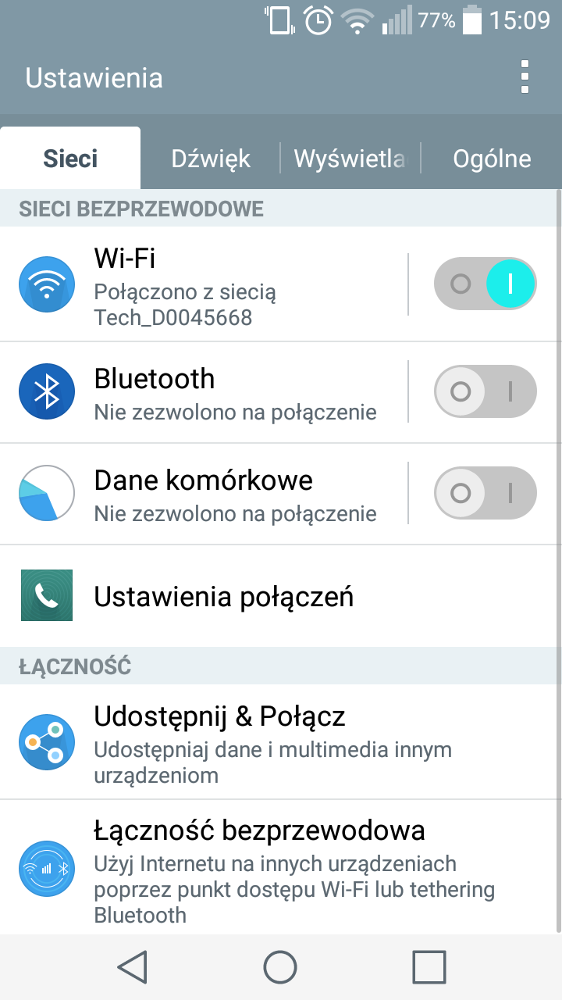 77% 15:09
Ustawienia
Sieci Dźwięk Wyświetla Ogólne
SIECI BEZPRZEWODOWE
Wi-Fi
Połączono z siecią
Tech_D0045668
Bluetooth
Nie zezwolono na połączenie
Dane komórkowe
Nie zezwolono na połączenie
Ustawienia połączeń
ŁĄCZNOŚĆ
Udostępnij & Połącz
Udostępniaj dane i multimedia innym
urządzeniom
Łączność bezprzewodowa
Użyj Internetu na innych urządzeniach
poprzez punkt dostępu Wi-Fi lub tethering
Bluetooth